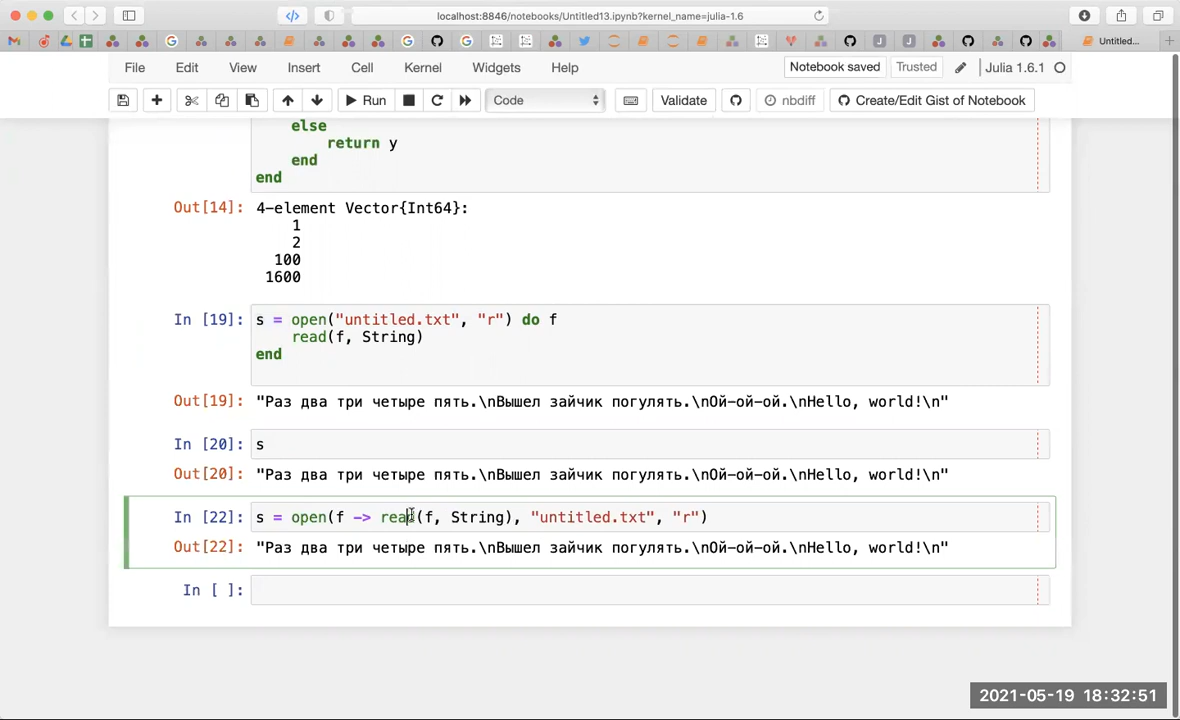 localhost:8846/notebooks/Untitled13.ipynb?kernel_name=julia-1.6
Untitled...
File Edit View Insert Cell Kernel Widgets Help
Notebook saved Trusted Julia 1.6.1
Run Code Validate nbdiff Create/Edit Gist of Notebook
else
return y
end
end
Out[14]: 4-element Vector{Int64}:
1
2
100
1600
In [19]: s = open("untitled.txt", "r") do f
read(f, String)
end
Out[19]: "Раз два три четыре пять.\nВышел зайчик погулять.\nОй-ой-ой.\nHello, world!\n"
In [20]: s
Out[20]: "Раз два три четыре пять.\nВышел зайчик погулять.\nОй-ой-ой.\nHello, world!\n"
In [22]: s = open(f -> read(f, String), "untitled.txt", "r")
Out[22]: "Раз два три четыре пять.\nВышел зайчик погулять.\nОй-ой-ой.\nHello, world!\n"
In [ ]:
2021-05-19 18:32:51